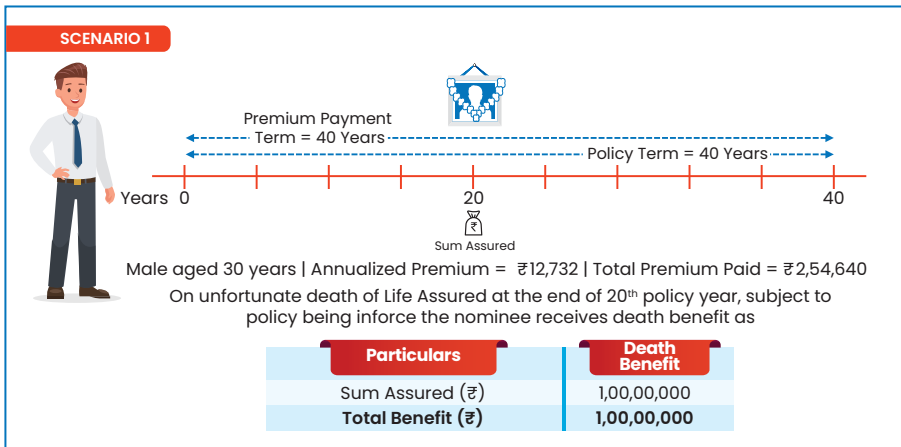 SCENARIO 1
Premium Payment
Term = 40 Years
Policy Term = 40 Years
Years 0 20 40
₹
Sum Assured
Male aged 30 years | Annualized Premium = ₹12,732 | Total Premium Paid = ₹2,54,640
On unfortunate death of Life Assured at the end of 20th policy year, subject to
policy being inforce the nominee receives death benefit as
Particulars Death
Benefit
Sum Assured (₹) 1,00,00,000
Total Benefit (₹) 1,00,00,000